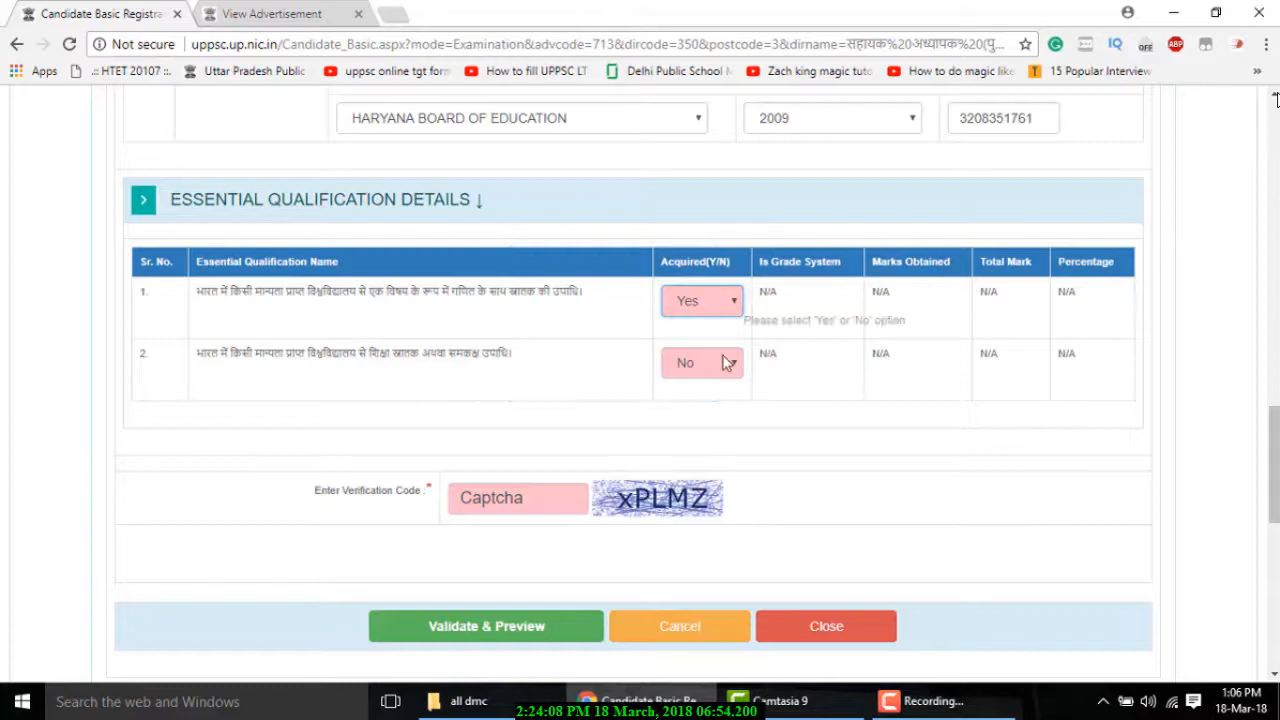 Candidate Basic Registra
View Advertisement
Not secure
uppsc.up.nic.in/Candidate_Basic.aspx?mode=Examination&advcode=713&dircode=350&postcode=3&dirname=सहायक%20अध्यापक%20(पु...
IQ
OFF
ABP
Apps
.:: HTET 20107 ::.
Uttar Pradesh Public
uppsc online tgt form
How to fill UPPSC LT
Delhi Public School
Zach king magic tuto
How to do magic like
15 Popular Interview
»
HARYANA BOARD OF EDUCATION
2009
3208351761
ESSENTIAL QUALIFICATION DETAILS ↓
Sr. No. Essential Qualification Name Acquired(Y/N) Is Grade System Marks Obtained Total Mark Percentage
1. भारत में किसी मान्यता प्राप्त विश्वविद्यालय से एक विषय के रूप में गणित के साथ स्नातक की उपाधि। Yes N/A N/A N/A N/A
Please select 'Yes' or 'No' option
2. भारत में किसी मान्यता प्राप्त विश्वविद्यालय से शिक्षा स्नातक अथवा समकक्ष उपाधि। No N/A N/A N/A N/A
Enter Verification Code :*
Captcha
xPLMZ
Validate & Preview
Cancel
Close
Search the web and Windows
all dmc
Candidate Basic Re...
Camtasia 9
Recording...
1:06 PM
18-Mar-18
2:24:08 PM 18 March, 2018 06:54.200